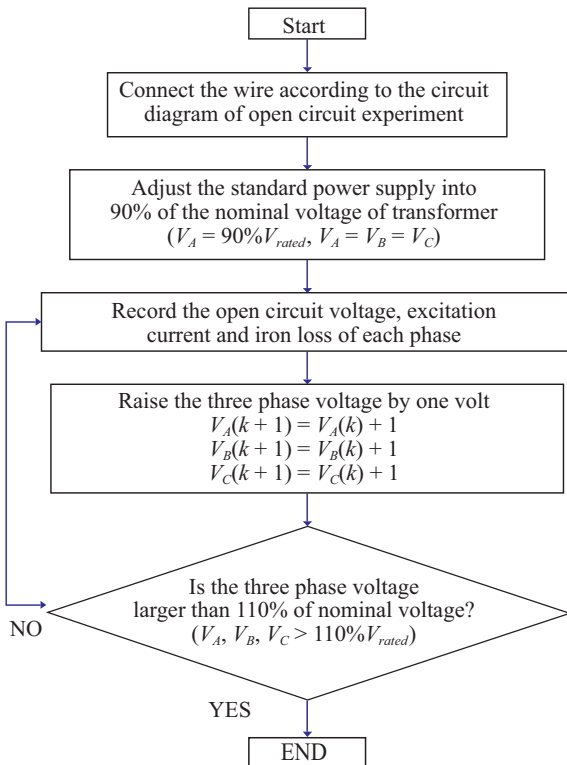 Start
Connect the wire according to the circuit
diagram of open circuit experiment
Adjust the standard power supply into
90% of the nominal voltage of transformer
(V_A = 90%V_rated, V_A = V_B = V_C)
Record the open circuit voltage, excitation
current and iron loss of each phase
Raise the three phase voltage by one volt
V_A(k + 1) = V_A(k) + 1
V_B(k + 1) = V_B(k) + 1
V_C(k + 1) = V_C(k) + 1
Is the three phase voltage
larger than 110% of nominal voltage?
(V_A, V_B, V_C > 110%V_rated)
NO
YES
END